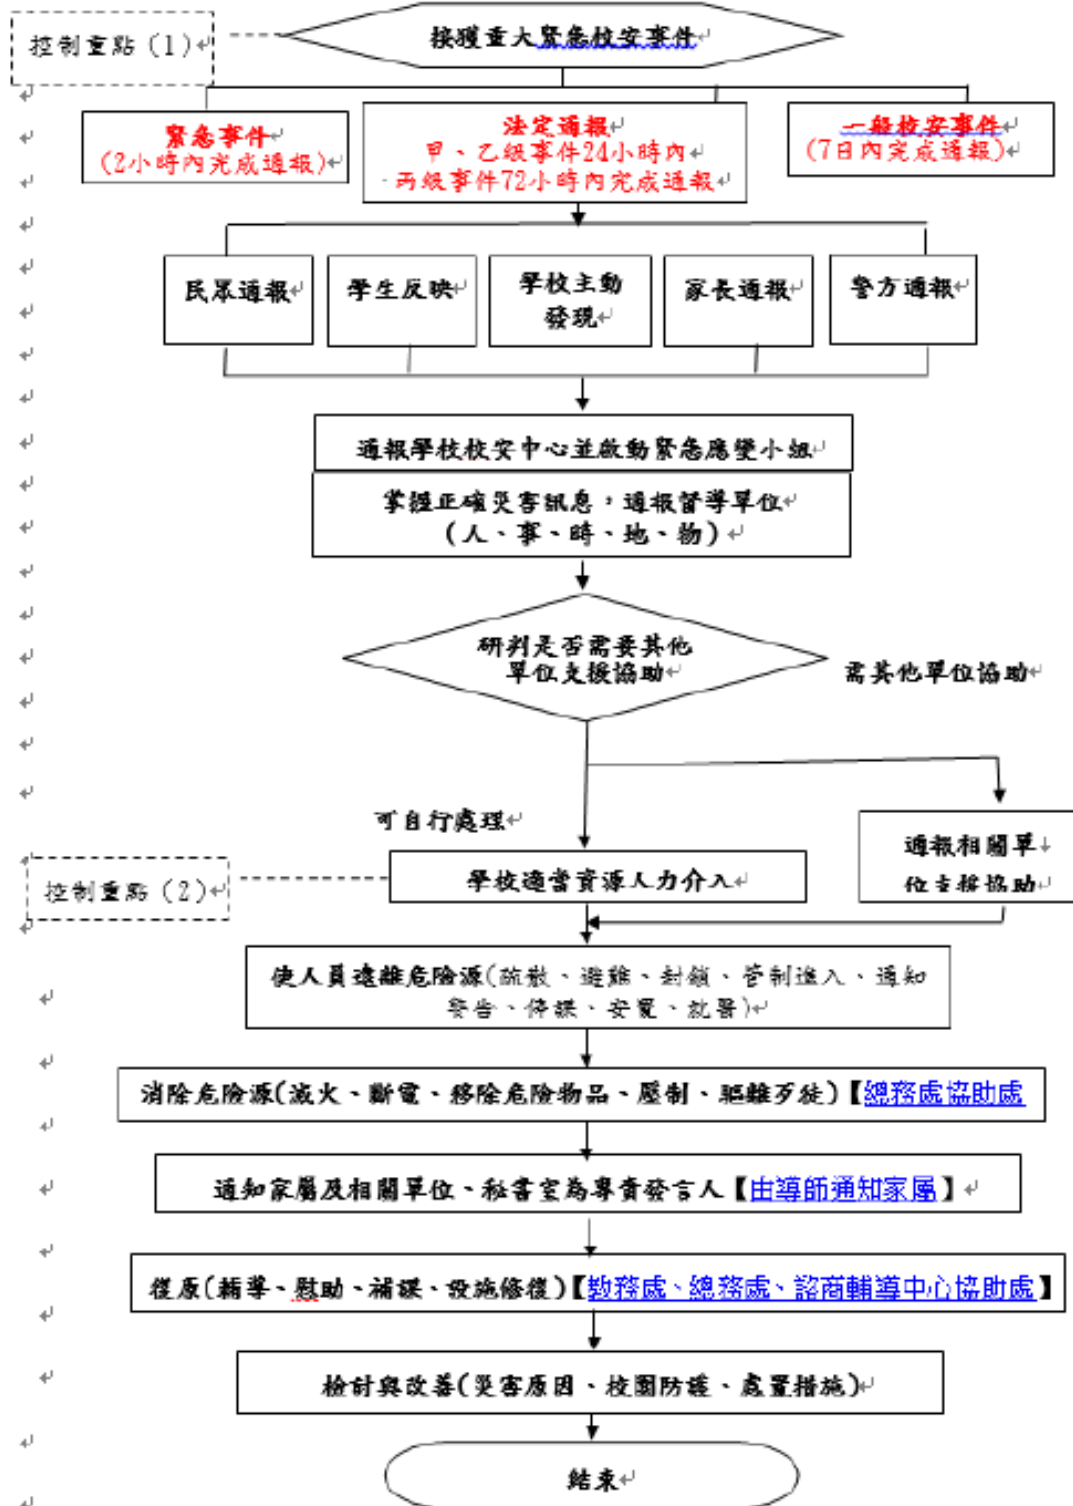 控制重點(1)
接獲重大緊急校安事件
緊急事件
(2小時內完成通報)
法定通報
甲、乙級事件24小時內
丙級事件72小時內完成通報
一般校安事件
(7日內完成通報)
民眾通報
學生反映
學校主動
發現
家長通報
警方通報
通報學校校安中心並啟動緊急應變小組
掌握正確災害訊息,通報督導單位
(人、事、時、地、物)
研判是否需要其他
單位支援協助
需其他單位協助
可自行處理
通報相關單
位支援協助
控制重點(2)
學校適當資源人力介入
使人員遠離危險源(疏散、避難、封鎖、管制進入、通知
警告、停課、安置、就醫)
消除危險源(滅火、斷電、移除危險物品、壓制、驅離歹徒)【總務處協助處
通知家屬及相關單位、秘書室為專責發言人【由導師通知家屬】
復原(輔導、慰助、補課、設施修復)【教務處、總務處、諮商輔導中心協助處】
檢討與改善(災害原因、校園防護、處置措施)
結束